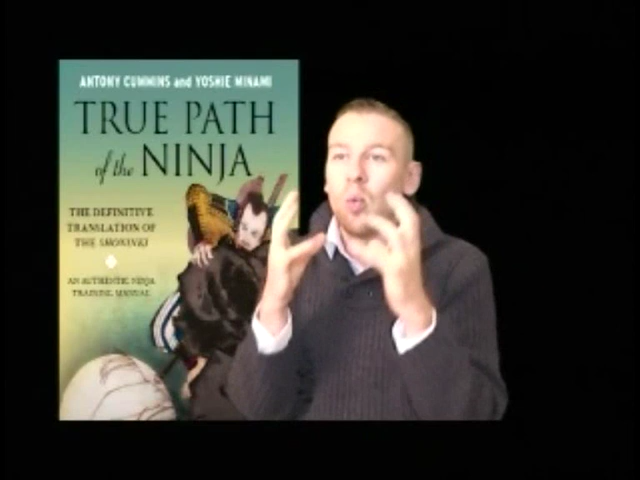 ANTONY CUMMINS and YOSHIE MINAMI
TRUE PATH
of the NINJA
THE DEFINITIVE
TRANSLATION OF
THE SHONINKI
AN AUTHENTIC NINJA
TRAINING MANUAL